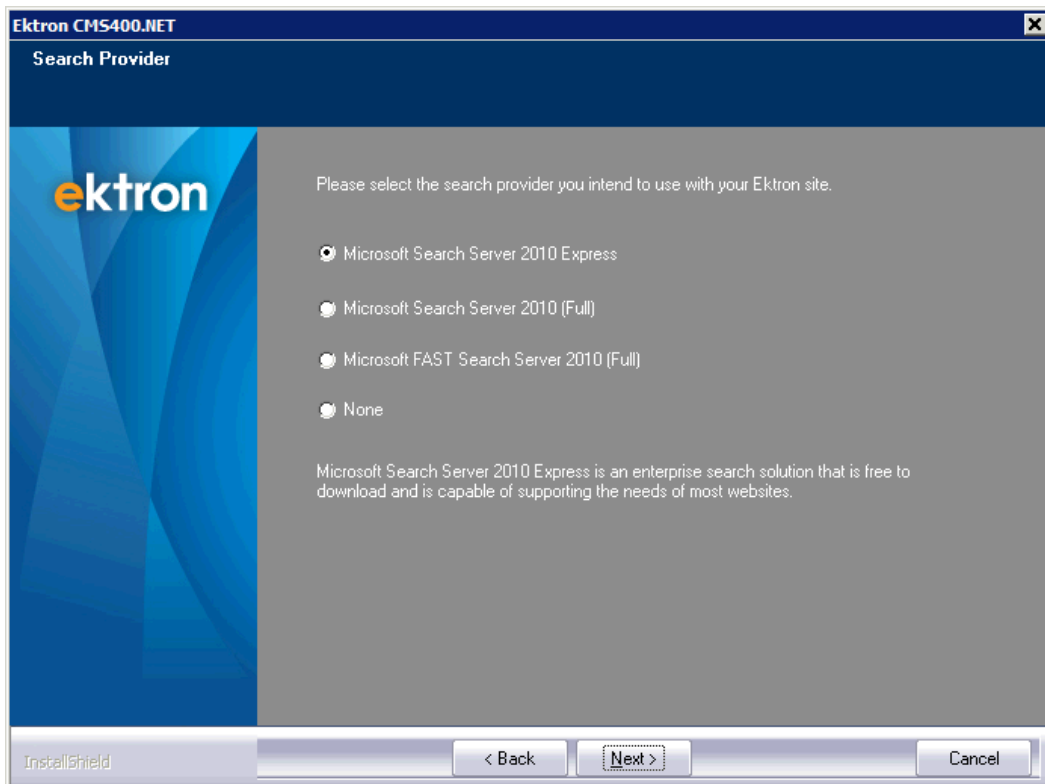 Ektron CMS400.NET
Search Provider
ektron
Please select the search provider you intend to use with your Ektron site.
Microsoft Search Server 2010 Express
Microsoft Search Server 2010 (Full)
Microsoft FAST Search Server 2010 (Full)
None
Microsoft Search Server 2010 Express is an enterprise search solution that is free to
download and is capable of supporting the needs of most websites.
InstallShield
< Back
Next >
Cancel